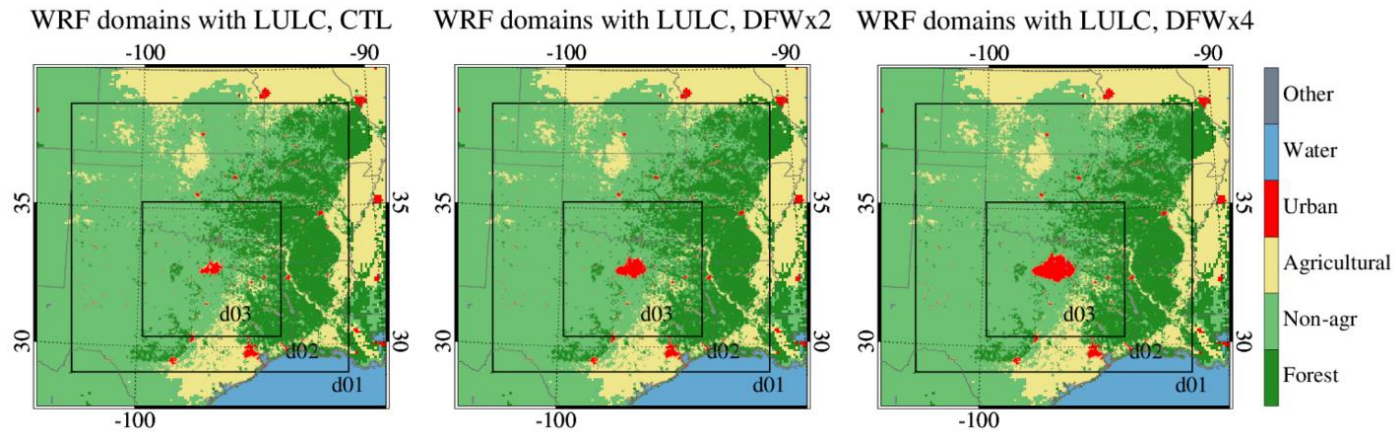 WRF domains with LULC, CTL
WRF domains with LULC, DFWx2
WRF domains with LULC, DFWx4
-100
-90
-100
-90
-100
-90
35
30
35
30
35
30
35
30
35
30
35
30
d03
d02
d01
d03
d02
d01
d03
d02
d01
-100
-100
-100
Other
Water
Urban
Agricultural
Non-agr
Forest